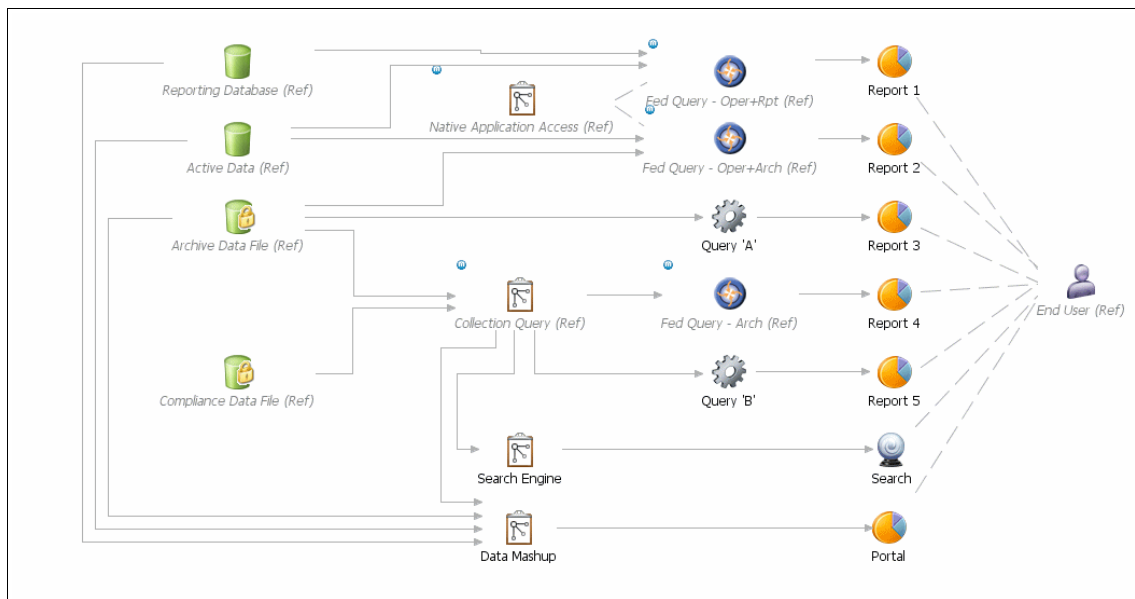 Reporting Database (Ref)
Fed Query - Oper+Rpt (Ref)
Report 1
Native Application Access (Ref)
Active Data (Ref)
Fed Query - Oper+Arch (Ref)
Report 2
Archive Data File (Ref)
Query 'A'
Report 3
End User (Ref)
Collection Query (Ref)
Fed Query - Arch (Ref)
Report 4
Compliance Data File (Ref)
Query 'B'
Report 5
Search Engine
Search
Data Mashup
Portal